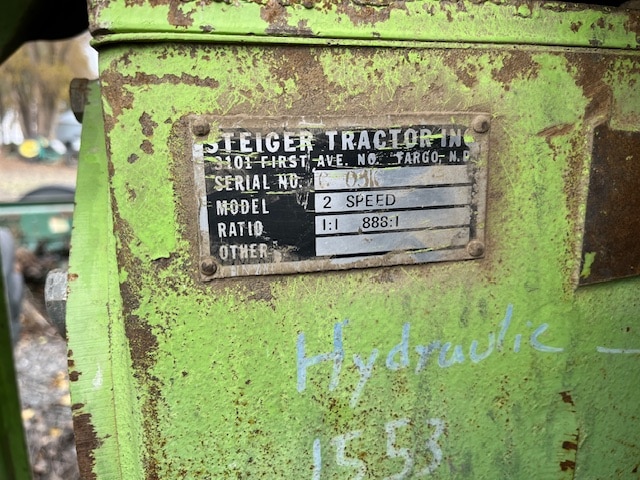 STEIGER TRACTOR INC
3101 FIRST AVE. NO. FARGO N.D
SERIAL NO.
MODEL 2 SPEED
RATIO 1:1 888:1
OTHER
Hydraulic
1553